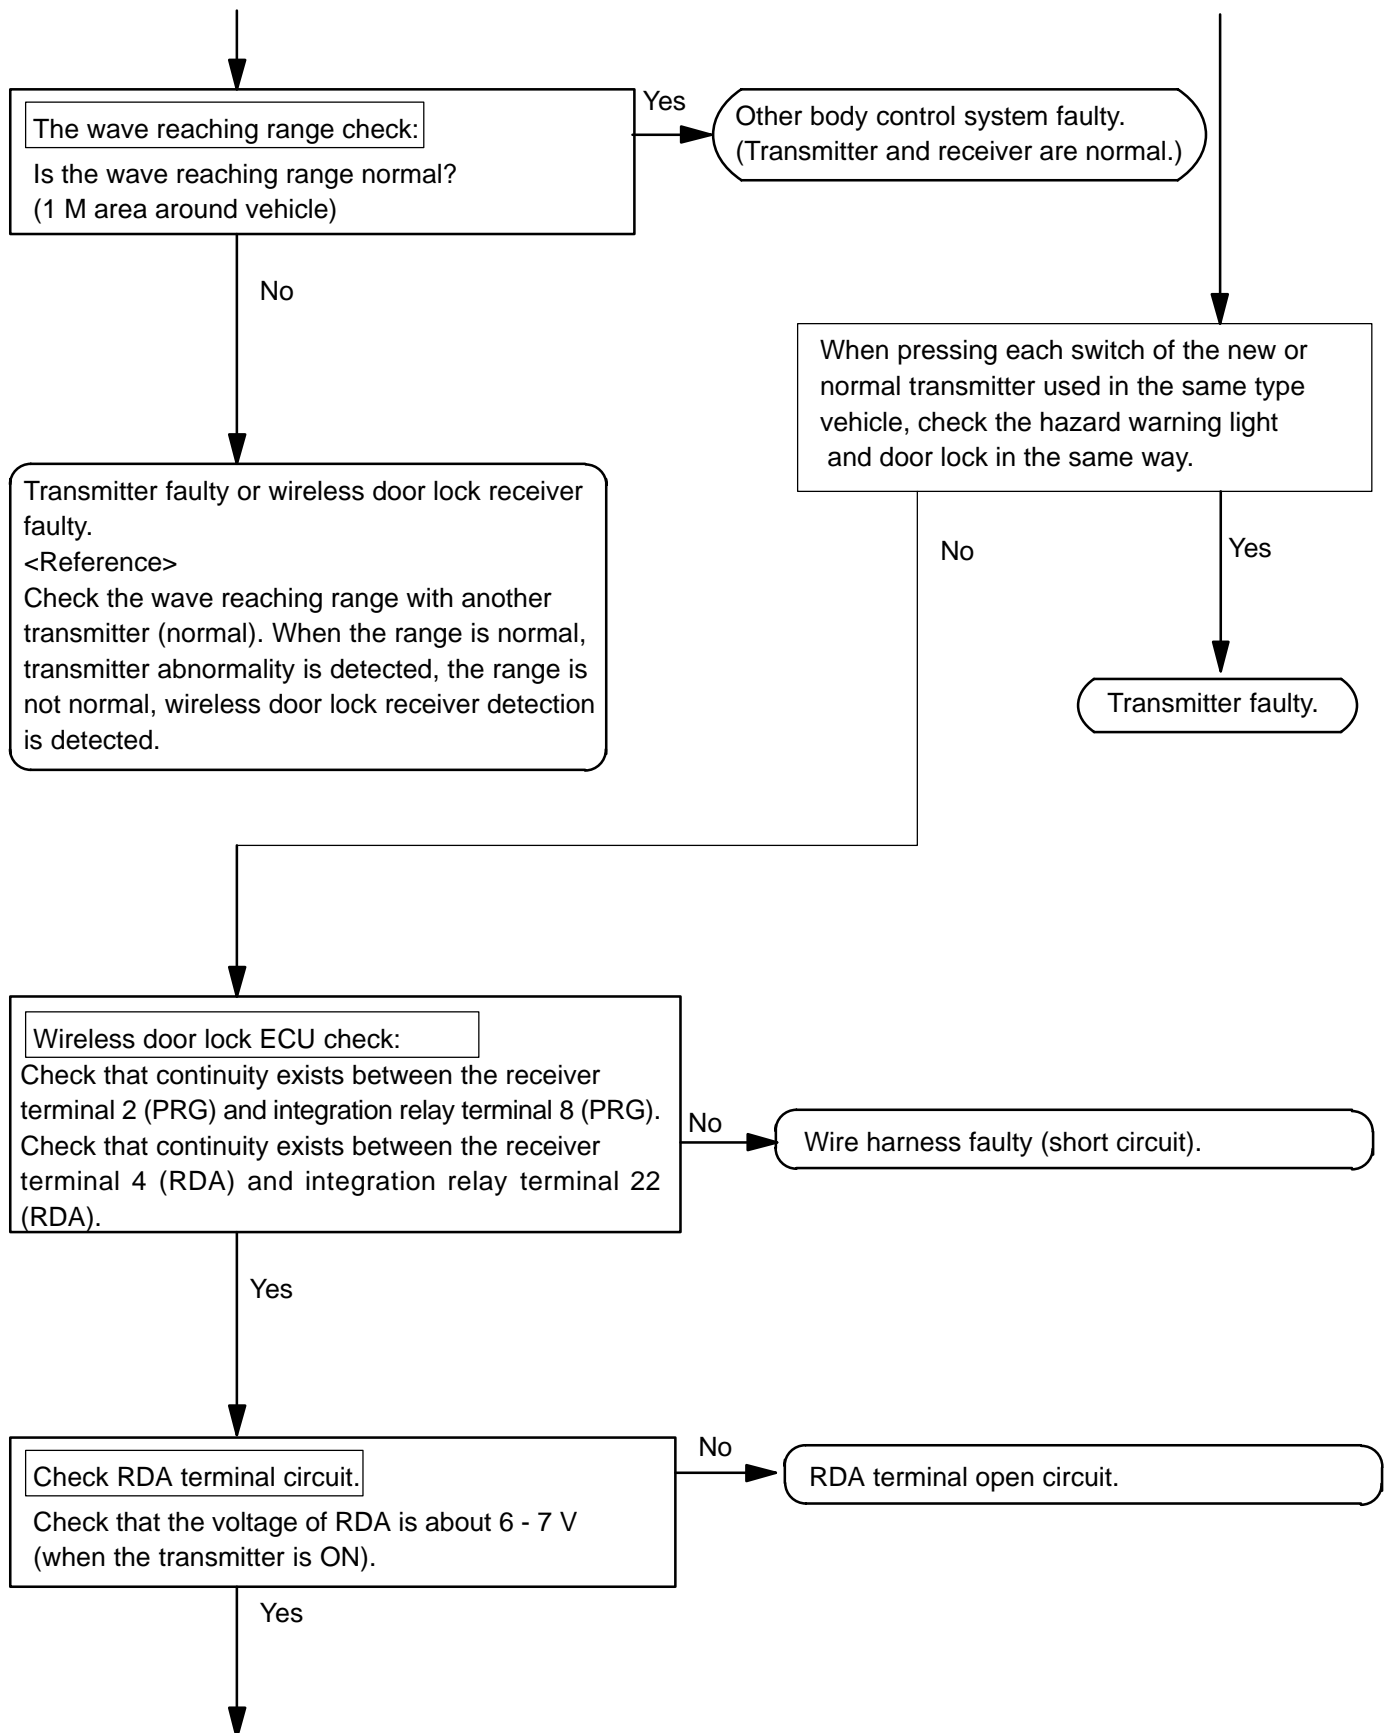 The wave reaching range check:
Is the wave reaching range normal?
(1 M area around vehicle)
Yes
Other body control system faulty.
(Transmitter and receiver are normal.)
No
When pressing each switch of the new or
normal transmitter used in the same type
vehicle, check the hazard warning light
and door lock in the same way.
Transmitter faulty or wireless door lock receiver
faulty.
<Reference>
Check the wave reaching range with another
transmitter (normal). When the range is normal,
transmitter abnormality is detected, the range is
not normal, wireless door lock receiver detection
is detected.
No
Yes
Transmitter faulty.
Wireless door lock ECU check:
Check that continuity exists between the receiver
terminal 2 (PRG) and integration relay terminal 8 (PRG).
Check that continuity exists between the receiver
terminal 4 (RDA) and integration relay terminal 22
(RDA).
No
Wire harness faulty (short circuit).
Yes
Check RDA terminal circuit.
Check that the voltage of RDA is about 6 - 7 V
(when the transmitter is ON).
No
RDA terminal open circuit.
Yes